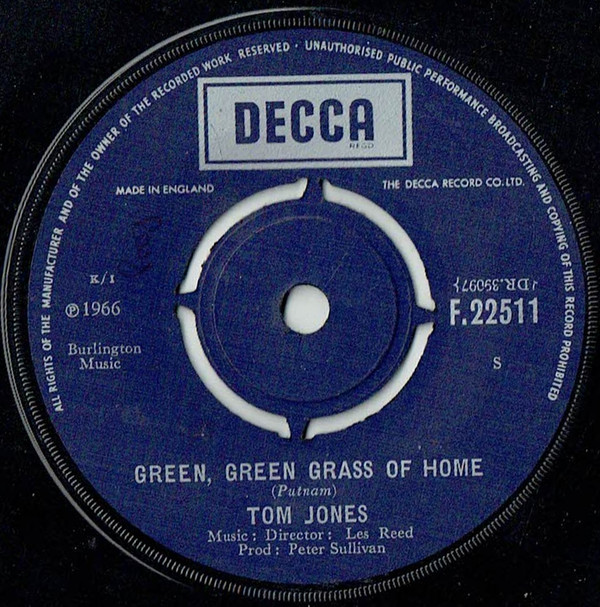 ALL RIGHTS OF THE MANUFACTURER AND OF THE OWNER OF THE RECORDED WORK RESERVED · UNAUTHORISED PUBLIC PERFORMANCE BROADCASTING AND COPYING OF THIS RECORD PROHIBITED
DECCA
REGD
MADE IN ENGLAND
THE DECCA RECORD CO. LTD.
K/1
{DR.39097}
℗1966
F.22511
Burlington
Music
S
GREEN, GREEN GRASS OF HOME
(Putnam)
TOM JONES
Music: Director: Les Reed
Prod: Peter Sullivan